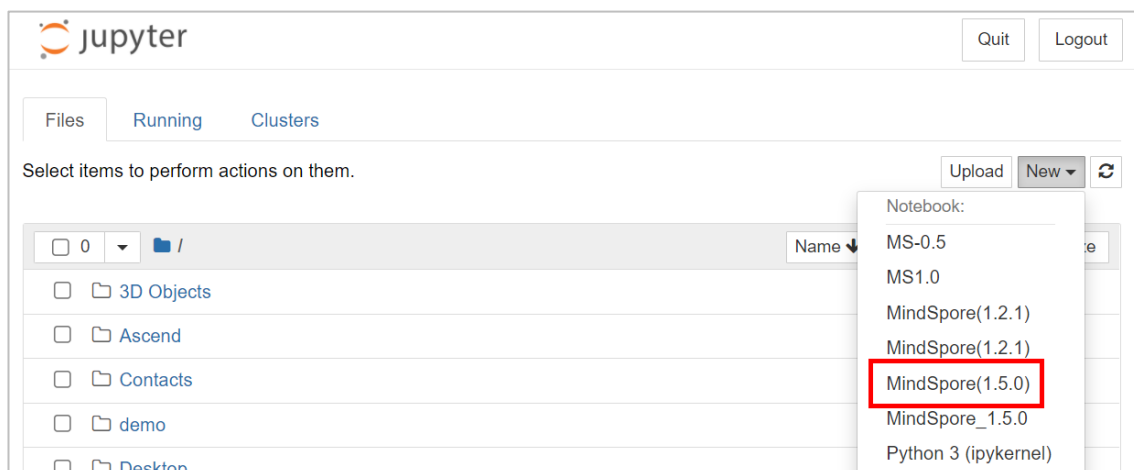 jupyter
Quit Logout
Files Running Clusters
Select items to perform actions on them.
Upload New
Notebook:
0 / Name
MS-0.5
MS1.0
3D Objects
MindSpore(1.2.1)
Ascend
MindSpore(1.2.1)
Contacts
MindSpore(1.5.0)
demo
MindSpore_1.5.0
Python 3 (ipykernel)
Desktop